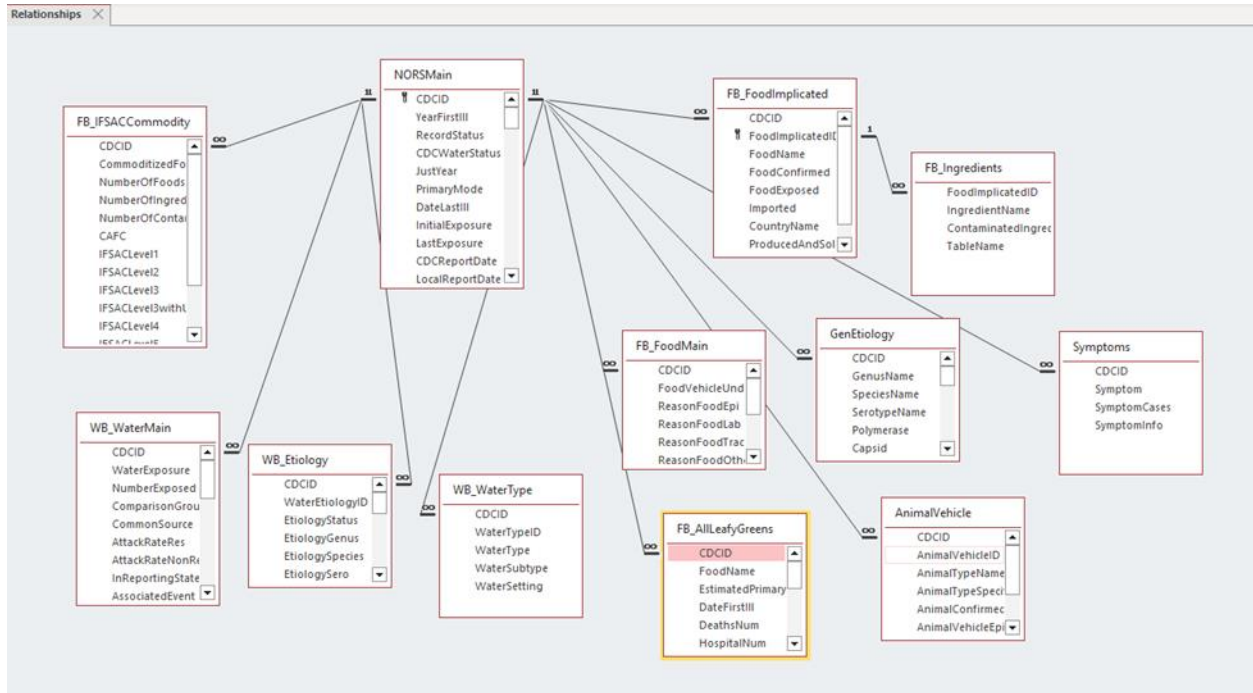 Relationships
NORSMain
CDCID
YearFirstIll
RecordStatus
CDCWaterStatus
JustYear
PrimaryMode
DateLastIll
InitialExposure
LastExposure
CDCReportDate
LocalReportDate
FB_IFSACCommodity
CDCID
CommoditizedFo
NumberOfFoods
NumberOfIngred
NumberOfContai
CAFC
IFSACLevel1
IFSACLevel2
IFSACLevel3
IFSACLevel3withU
IFSACLevel4
FB_FoodImplicated
CDCID
FoodImplicatedID
FoodName
FoodConfirmed
FoodExposed
Imported
CountryName
ProducedAndSol
FB_Ingredients
FoodImplicatedID
IngredientName
ContaminatedIngrec
TableName
FB_FoodMain
CDCID
FoodVehicleUnd
ReasonFoodEpi
ReasonFoodLab
ReasonFoodTrac
ReasonFoodOth
GenEtiology
CDCID
GenusName
SpeciesName
SerotypeName
Polymerase
Capsid
Symptoms
CDCID
Symptom
SymptomCases
SymptomInfo
WB_WaterMain
CDCID
WaterExposure
NumberExposed
ComparisonGrou
CommonSource
AttackRateRes
AttackRateNonRe
InReportingState
AssociatedEvent
WB_Etiology
CDCID
WaterEtiologyID
EtiologyStatus
EtiologyGenus
EtiologySpecies
EtiologySero
WB_WaterType
CDCID
WaterTypeID
WaterType
WaterSubtype
WaterSetting
FB_AllLeafyGreens
CDCID
FoodName
EstimatedPrimary
DateFirstIll
DeathsNum
HospitalNum
AnimalVehicle
CDCID
AnimalVehicleID
AnimalTypeName
AnimalTypeSpeci
AnimalConfirmec
AnimalVehicleEpi